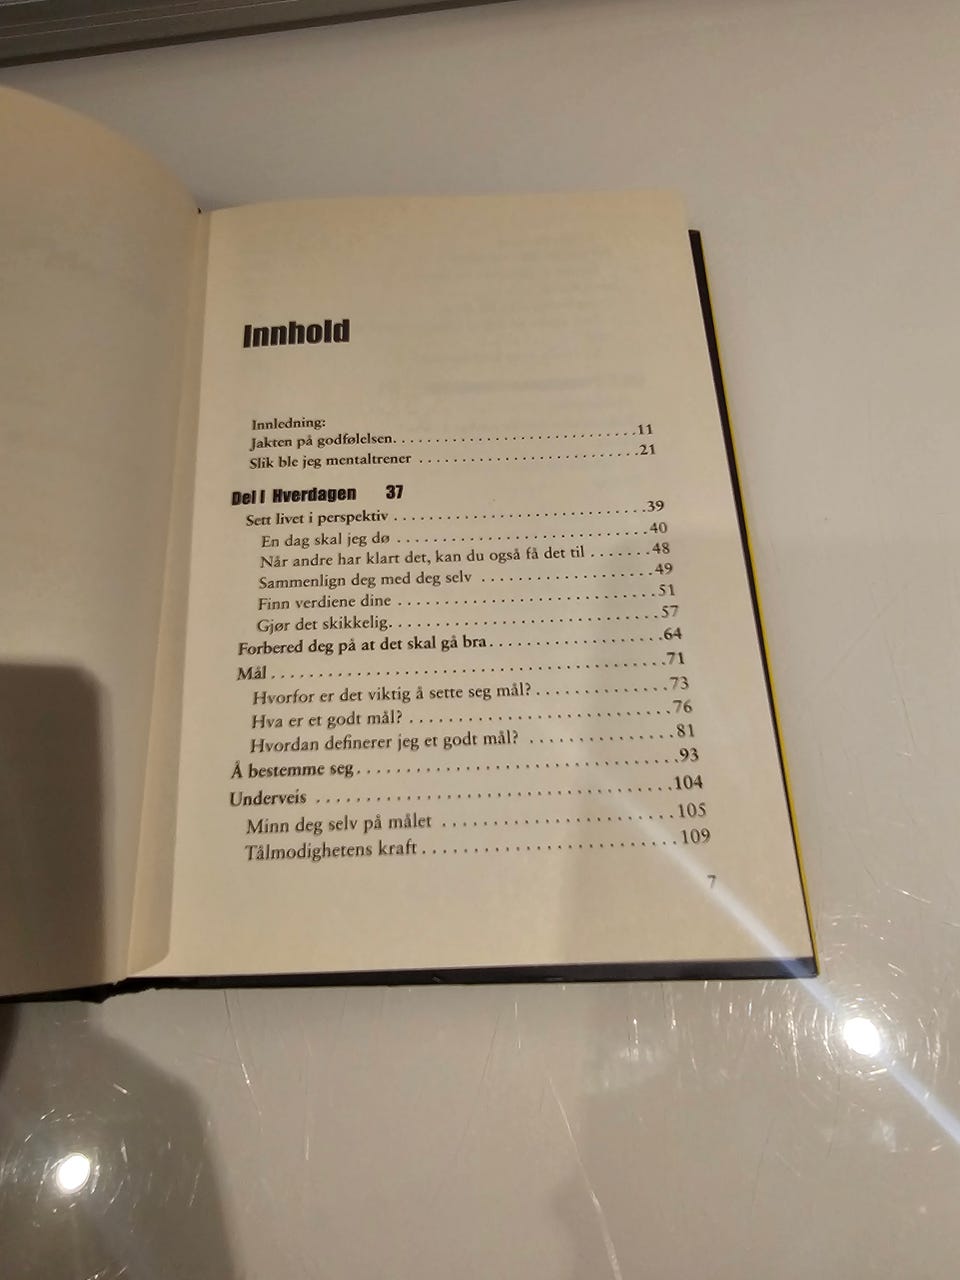 Innhold
Innledning:
Jakten på godfølelsen. . . . . . . . . . . . . . . . . . . . . . . . . . . .11
Slik ble jeg mentaltrener . . . . . . . . . . . . . . . . . . . . . . . . .21
Del I Hverdagen 37
Sett livet i perspektiv . . . . . . . . . . . . . . . . . . . . . . . . . . . .39
En dag skal jeg dø . . . . . . . . . . . . . . . . . . . . . . . . . . . .40
Når andre har klart det, kan du også få det til . . . . . . .48
Sammenlign deg med deg selv . . . . . . . . . . . . . . . . . . .49
Finn verdiene dine . . . . . . . . . . . . . . . . . . . . . . . . . . . .51
Gjør det skikkelig. . . . . . . . . . . . . . . . . . . . . . . . . . . . .57
Forbered deg på at det skal gå bra. . . . . . . . . . . . . . . . . .64
Mål . . . . . . . . . . . . . . . . . . . . . . . . . . . . . . . . . . . . . . . . .71
Hvorfor er det viktig å sette seg mål? . . . . . . . . . . . . . .73
Hva er et godt mål? . . . . . . . . . . . . . . . . . . . . . . . . . . .76
Hvordan definerer jeg et godt mål? . . . . . . . . . . . . . . .81
Å bestemme seg . . . . . . . . . . . . . . . . . . . . . . . . . . . . . . . .93
Underveis . . . . . . . . . . . . . . . . . . . . . . . . . . . . . . . . . . . .104
Minn deg selv på målet . . . . . . . . . . . . . . . . . . . . . . . .105
Tålmodighetens kraft . . . . . . . . . . . . . . . . . . . . . . . . . .109
7